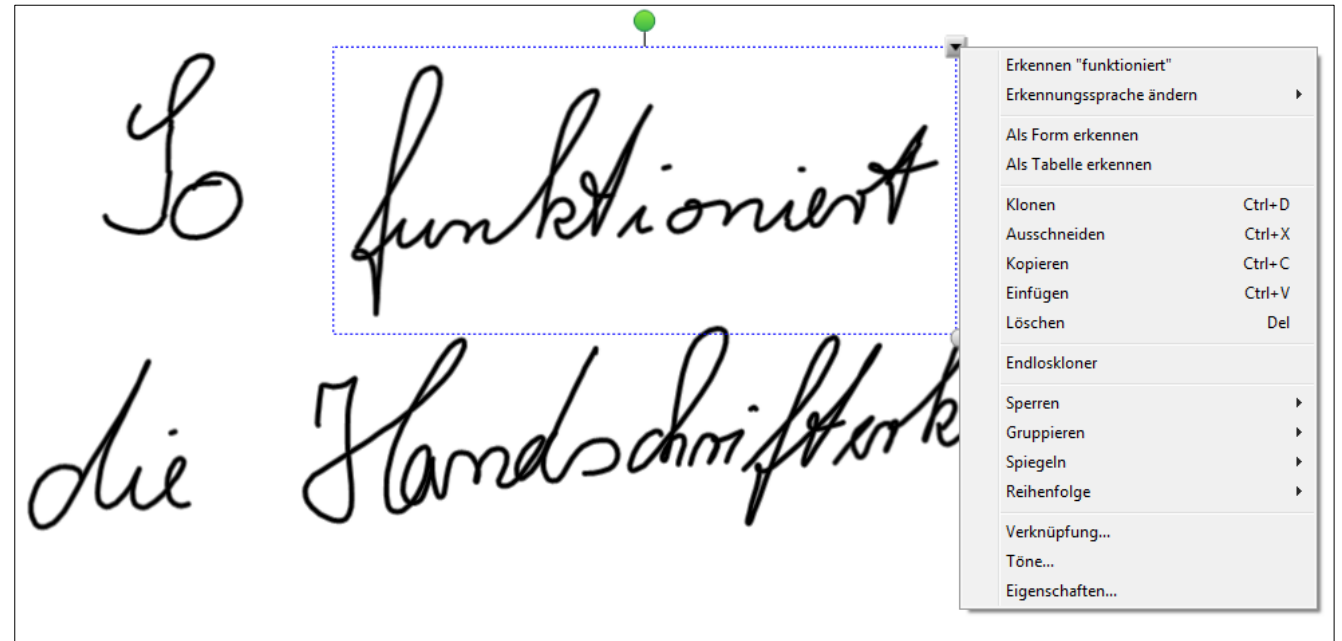 So funktioniert
die Handschrifterk
Erkennen "funktioniert"
Erkennungssprache ändern
Als Form erkennen
Als Tabelle erkennen
Klonen Ctrl+D
Ausschneiden Ctrl+X
Kopieren Ctrl+C
Einfügen Ctrl+V
Löschen Del
Endloskloner
Sperren
Gruppieren
Spiegeln
Reihenfolge
Verknüpfung...
Töne...
Eigenschaften...